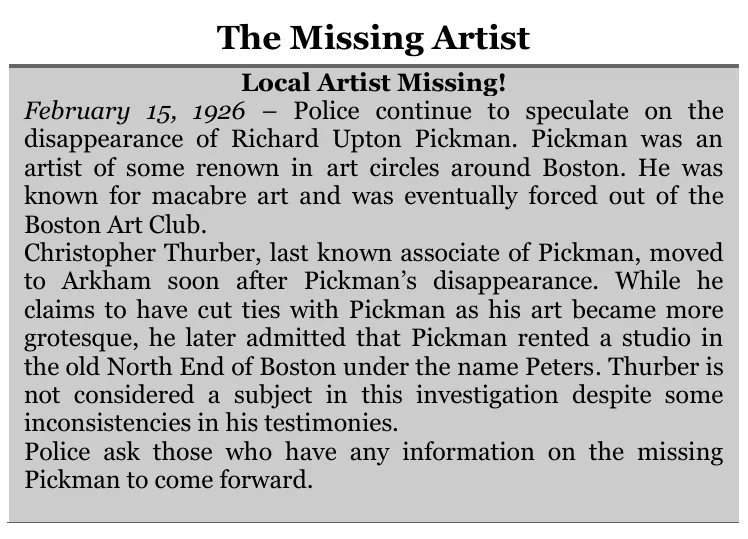 The Missing Artist
Local Artist Missing!
February 15, 1926 – Police continue to speculate on the
disappearance of Richard Upton Pickman. Pickman was an
artist of some renown in art circles around Boston. He was
known for macabre art and was eventually forced out of the
Boston Art Club.
Christopher Thurber, last known associate of Pickman, moved
to Arkham soon after Pickman’s disappearance. While he
claims to have cut ties with Pickman as his art became more
grotesque, he later admitted that Pickman rented a studio in
the old North End of Boston under the name Peters. Thurber is
not considered a subject in this investigation despite some
inconsistencies in his testimonies.
Police ask those who have any information on the missing
Pickman to come forward.